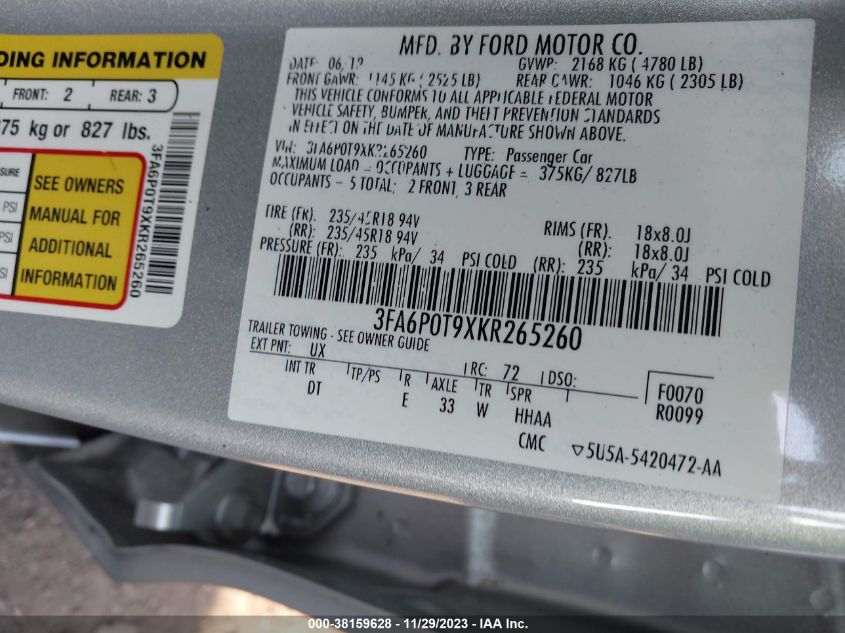 DING INFORMATION
FRONT: 2 REAR: 3
375 kg or 827 lbs.
SURE
PSI
PSI
SI
SEE OWNERS
MANUAL FOR
ADDITIONAL
INFORMATION
3FA6P0T9XKR265260
MFD. BY FORD MOTOR CO.
DATE: 06/19 GVWR: 2168 KG ( 4780 LB)
FRONT GAWR: 1145 KG ( 2525 LB) REAR GAWR: 1046 KG ( 2305 LB)
THIS VEHICLE CONFORMS TO ALL APPLICABLE FEDERAL MOTOR
VEHICLE SAFETY, BUMPER, AND THEFT PREVENTION STANDARDS
IN EFFECT ON THE DATE OF MANUFACTURE SHOWN ABOVE.
VIN: 3FA6P0T9XKR265260 TYPE: Passenger Car
MAXIMUM LOAD = OCCUPANTS + LUGGAGE = 375KG/ 827LB
OCCUPANTS - 5 TOTAL; 2 FRONT, 3 REAR
TIRE (FR). 235/45R18 94V RIMS (FR). 18x8.0J
(RR): 235/45R18 94V (RR): 18x8.0J
PRESSURE (FR): 235 kPa/ 34 PSI COLD (RR): 235 kPa/ 34 PSI COLD
3FA6P0T9XKR265260
TRAILER TOWING - SEE OWNER GUIDE
EXT PNT: UX RC: 72 DSO: F0070
INT TR TP/PS R AXLE TR SPR R0099
DT E 33 W HHAA
CMC ▽5U5A-5420472-AA
000-38159628 - 11/29/2023 - IAA Inc.